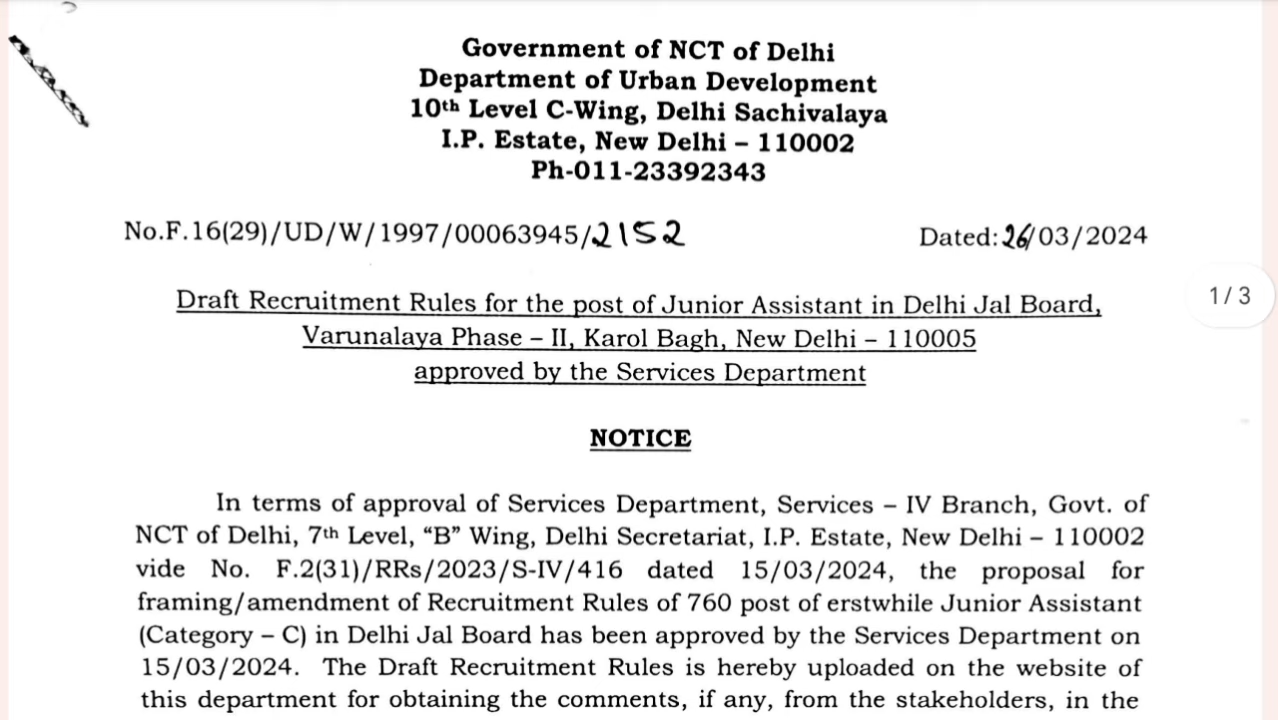 Government of NCT of Delhi
Department of Urban Development
10th Level C-Wing, Delhi Sachivalaya
I.P. Estate, New Delhi – 110002
Ph-011-23392343
No.F.16(29)/UD/W/1997/00063945/2152 Dated:26/03/2024
Draft Recruitment Rules for the post of Junior Assistant in Delhi Jal Board,
1 / 3
Varunalaya Phase – II, Karol Bagh, New Delhi – 110005
approved by the Services Department
NOTICE
In terms of approval of Services Department, Services – IV Branch, Govt. of
NCT of Delhi, 7th Level, “B” Wing, Delhi Secretariat, I.P. Estate, New Delhi – 110002
vide No. F.2(31)/RRs/2023/S-IV/416 dated 15/03/2024, the proposal for
framing/amendment of Recruitment Rules of 760 post of erstwhile Junior Assistant
(Category – C) in Delhi Jal Board has been approved by the Services Department on
15/03/2024. The Draft Recruitment Rules is hereby uploaded on the website of
this department for obtaining the comments, if any, from the stakeholders, in the